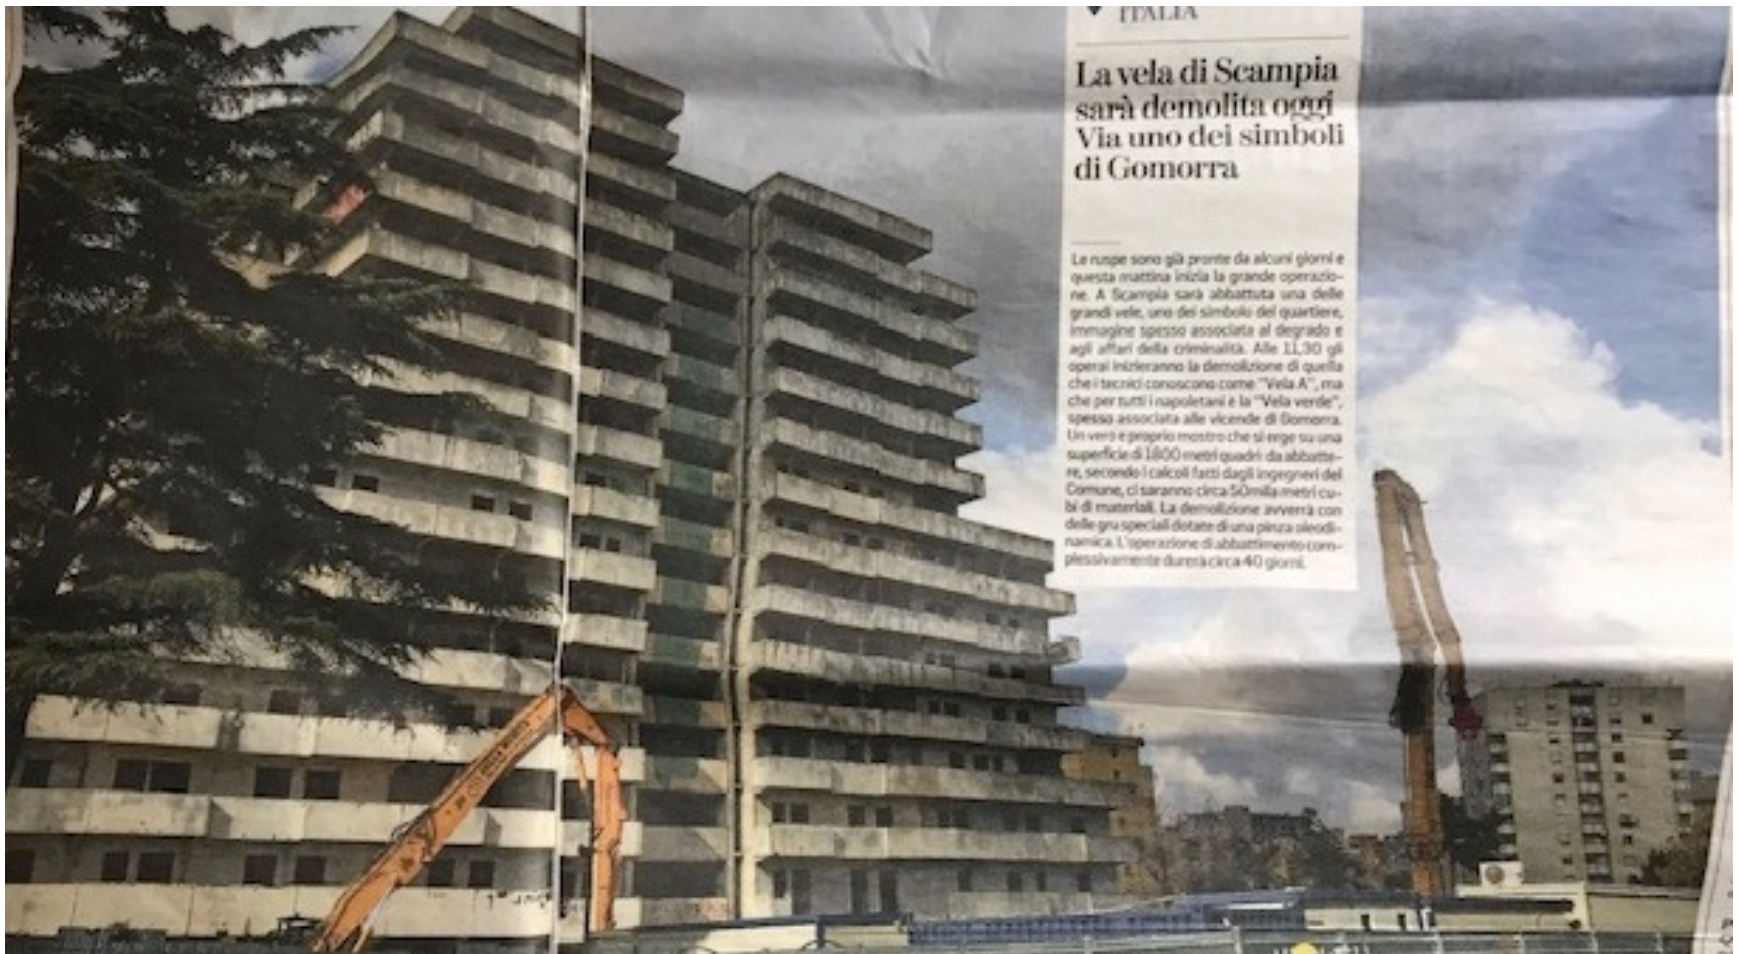 ITALIA
La vela di Scampia
sarà demolita oggi
Via uno dei simboli
di Gomorra
Le ruspe sono già pronte da alcuni giorni e
questa mattina inizia la grande operazio-
ne. A Scampia sarà abbattuta una delle
grandi vele, uno dei simbolo del quartiere,
immagine spesso associata al degrado e
agli affari della criminalità. Alle 11,30 gli
operai inizieranno la demolizione di quella
che i tecnici conoscono come "Vela A", ma
che per tutti i napoletani è la "Vela verde",
spesso associata alle vicende di Gomorra.
Un vero e proprio mostro che si erge su una
superficie di 1800 metri quadri: da abbatte-
re, secondo i calcoli fatti dagli ingegneri del
Comune, ci saranno circa 50mila metri cu-
bi di materiali. La demolizione avverrà con
delle gru speciali dotate di una pinza oleodi-
namica. L'operazione di abbattimento com-
plessivamente durerà circa 40 giorni.